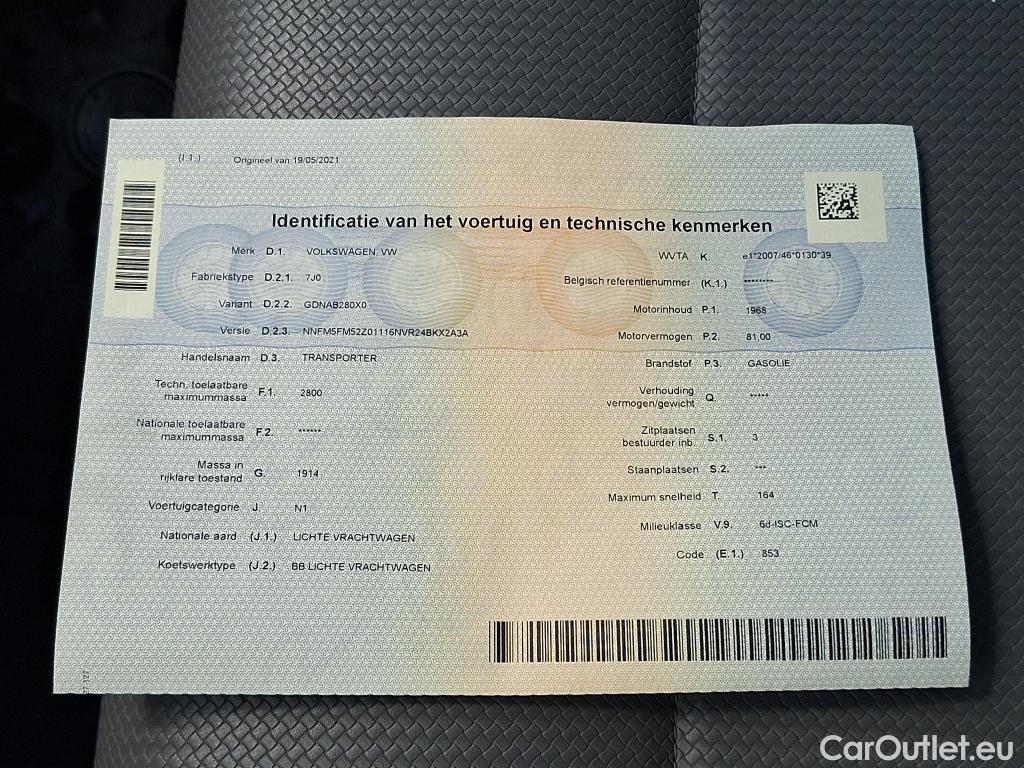 (I.1.) Origineel van 19/05/2021
Identificatie van het voertuig en technische kenmerken
Merk D.1. VOLKSWAGEN, VW
Fabriekstype D.2.1. 7J0
Variant D.2.2. GDNAB280X0
Versie D.2.3. NNFM5FM52Z01116NVR24BKX2A3A
Handelsnaam D.3. TRANSPORTER
Techn. toelaatbare
maximummassa F.1. 2800
Nationale toelaatbare
maximummassa F.2. ******
Massa in
rijklare toestand G. 1914
Voertuigcategorie J. N1
Nationale aard (J.1.) LICHTE VRACHTWAGEN
Koetswerktype (J.2.) BB LICHTE VRACHTWAGEN
WVTA K. e1*2007/46*0130*39
Belgisch referentienummer (K.1.) ********
Motorinhoud P.1. 1968
Motorvermogen P.2. 81,00
Brandstof P.3. GASOLIE
Verhouding
vermogen/gewicht Q. *****
Zitplaatsen
bestuurder inb. S.1. 3
Staanplaatsen S.2. ***
Maximum snelheid T. 164
Milieuklasse V.9. 6d-ISC-FCM
Code (E.1.) 853
CarOutlet.eu